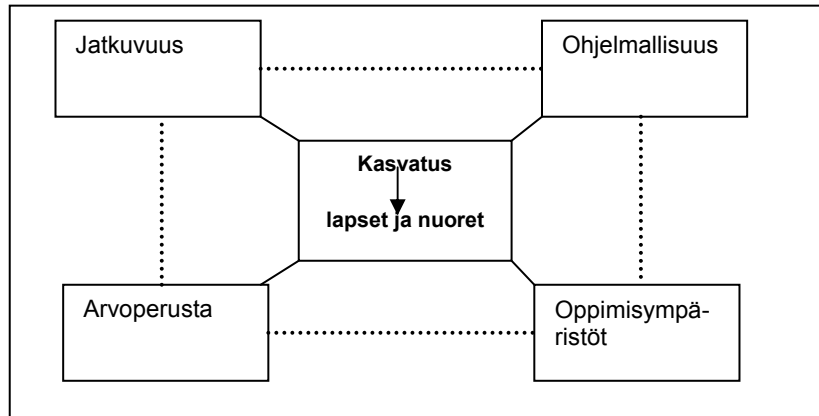 Jatkuvuus
Ohjelmallisuus
Kasvatus
lapset ja nuoret
Arvoperusta
Oppimisympä-
ristöt